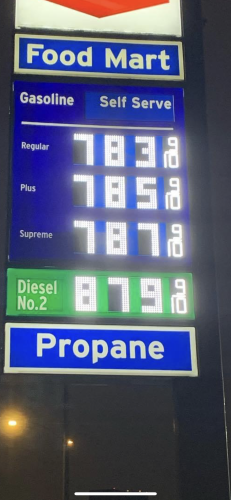 Food Mart
Gasoline Self Serve
Regular 783 9/10
Plus 785 9/10
Supreme 787 9/10
Diesel No.2 879 9/10
Propane